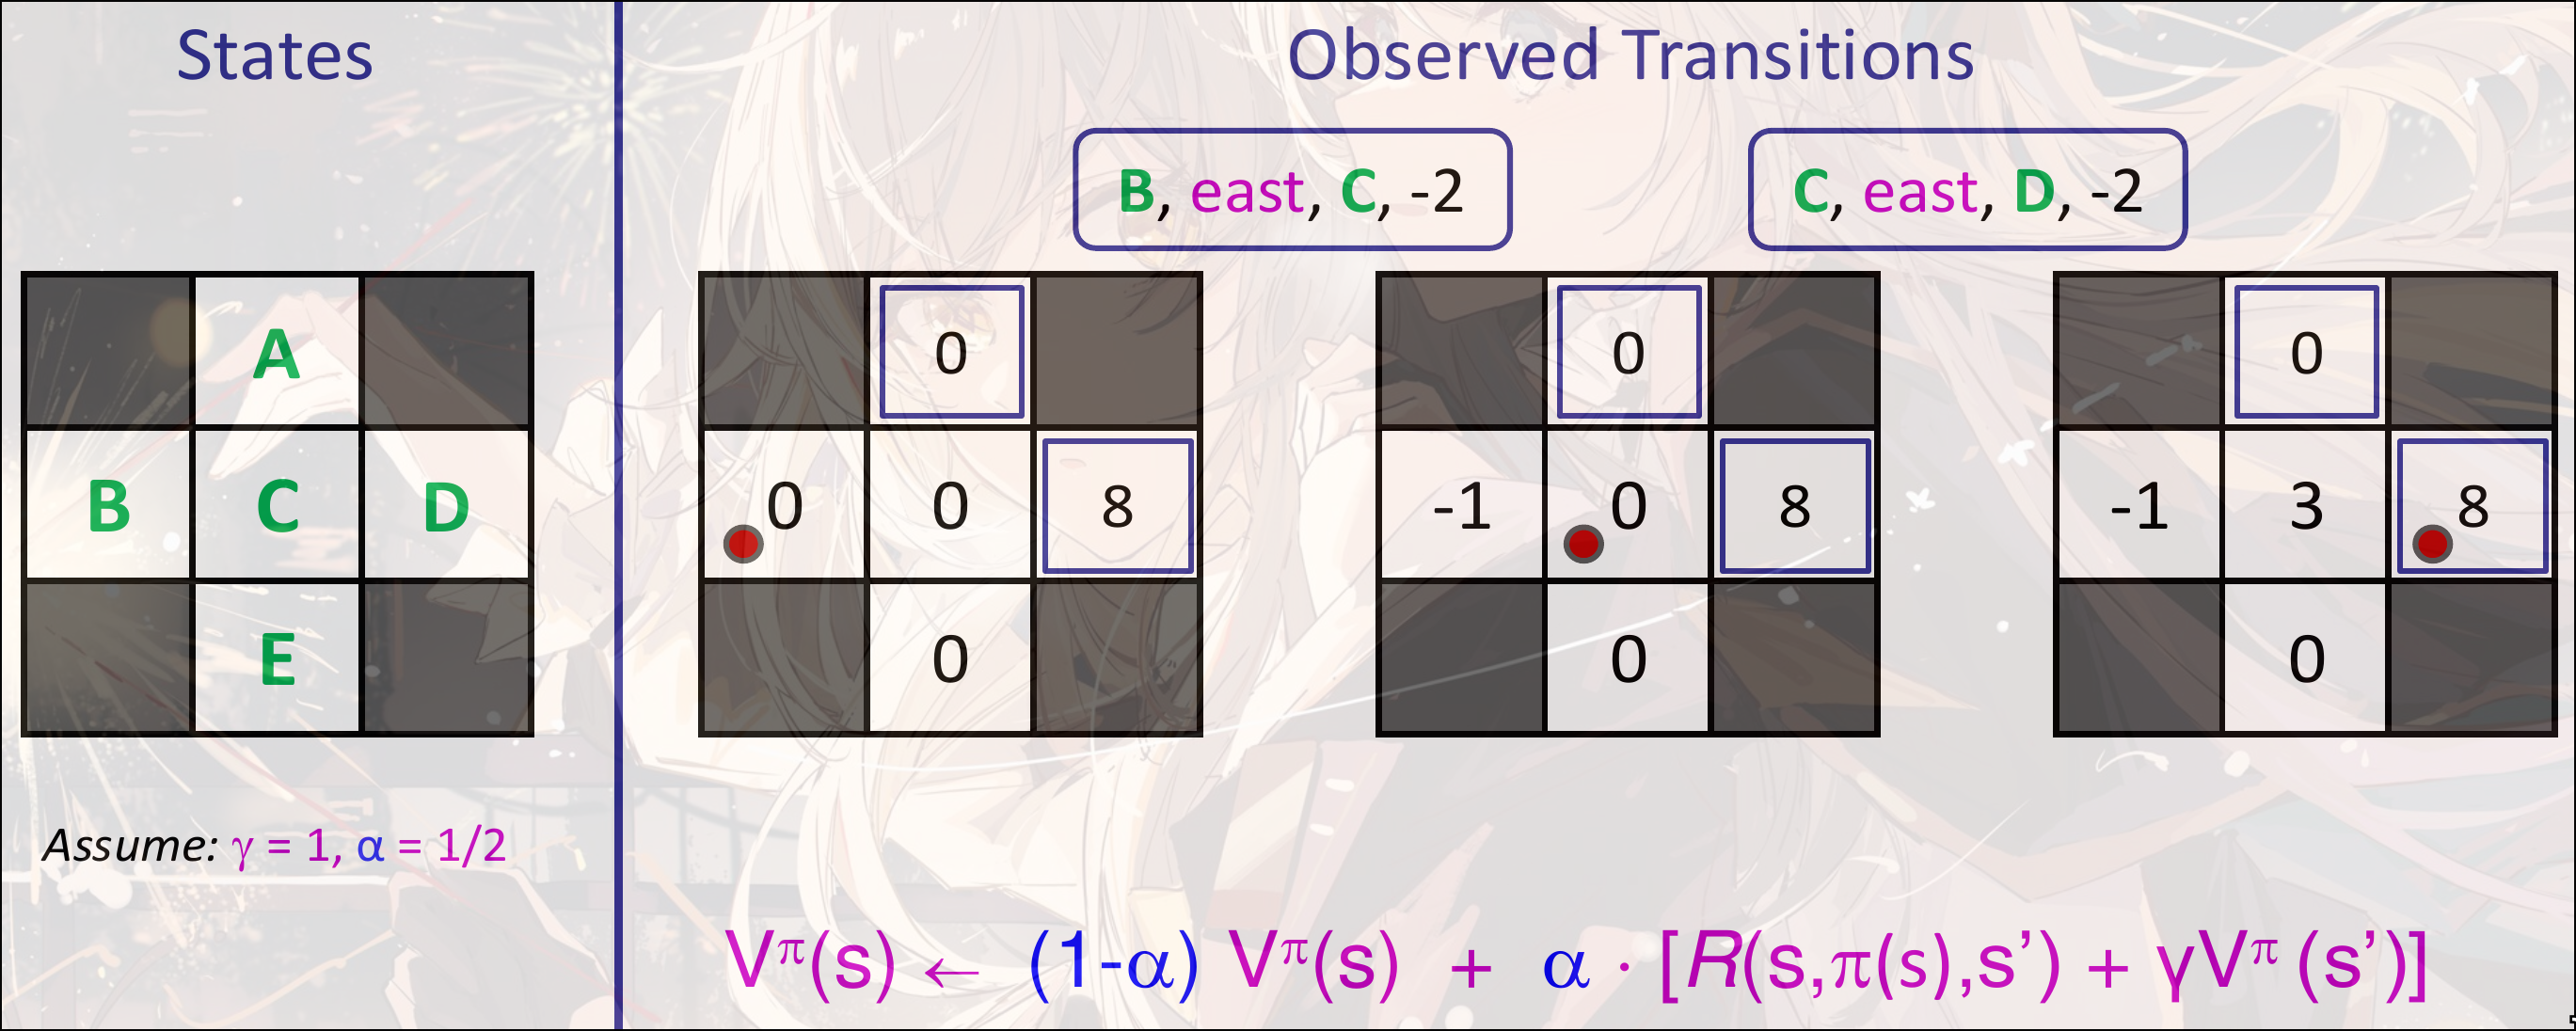 States
Observed Transitions
B, east, C, -2
C, east, D, -2
A
B C D
E
0
0 0 8
0
0
-1 0 8
0
0
-1 3 8
0
Assume: γ = 1, α = 1/2
Vπ(s) ← (1-α) Vπ(s) + α · [R(s,π(s),s’) + γVπ (s’)]